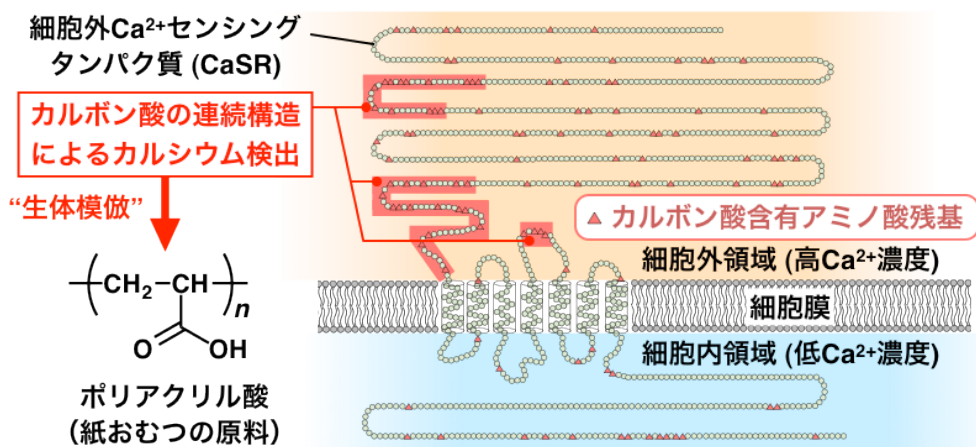 細胞外Ca²⁺センシング
タンパク質 (CaSR)
カルボン酸の連続構造
によるカルシウム検出
“生体模倣”
CH₂
CH
n
O
OH
ポリアクリル酸
（紙おむつの原料）
カルボン酸含有アミノ酸残基
細胞外領域 (高Ca²⁺濃度)
細胞膜
細胞内領域 (低Ca²⁺濃度)